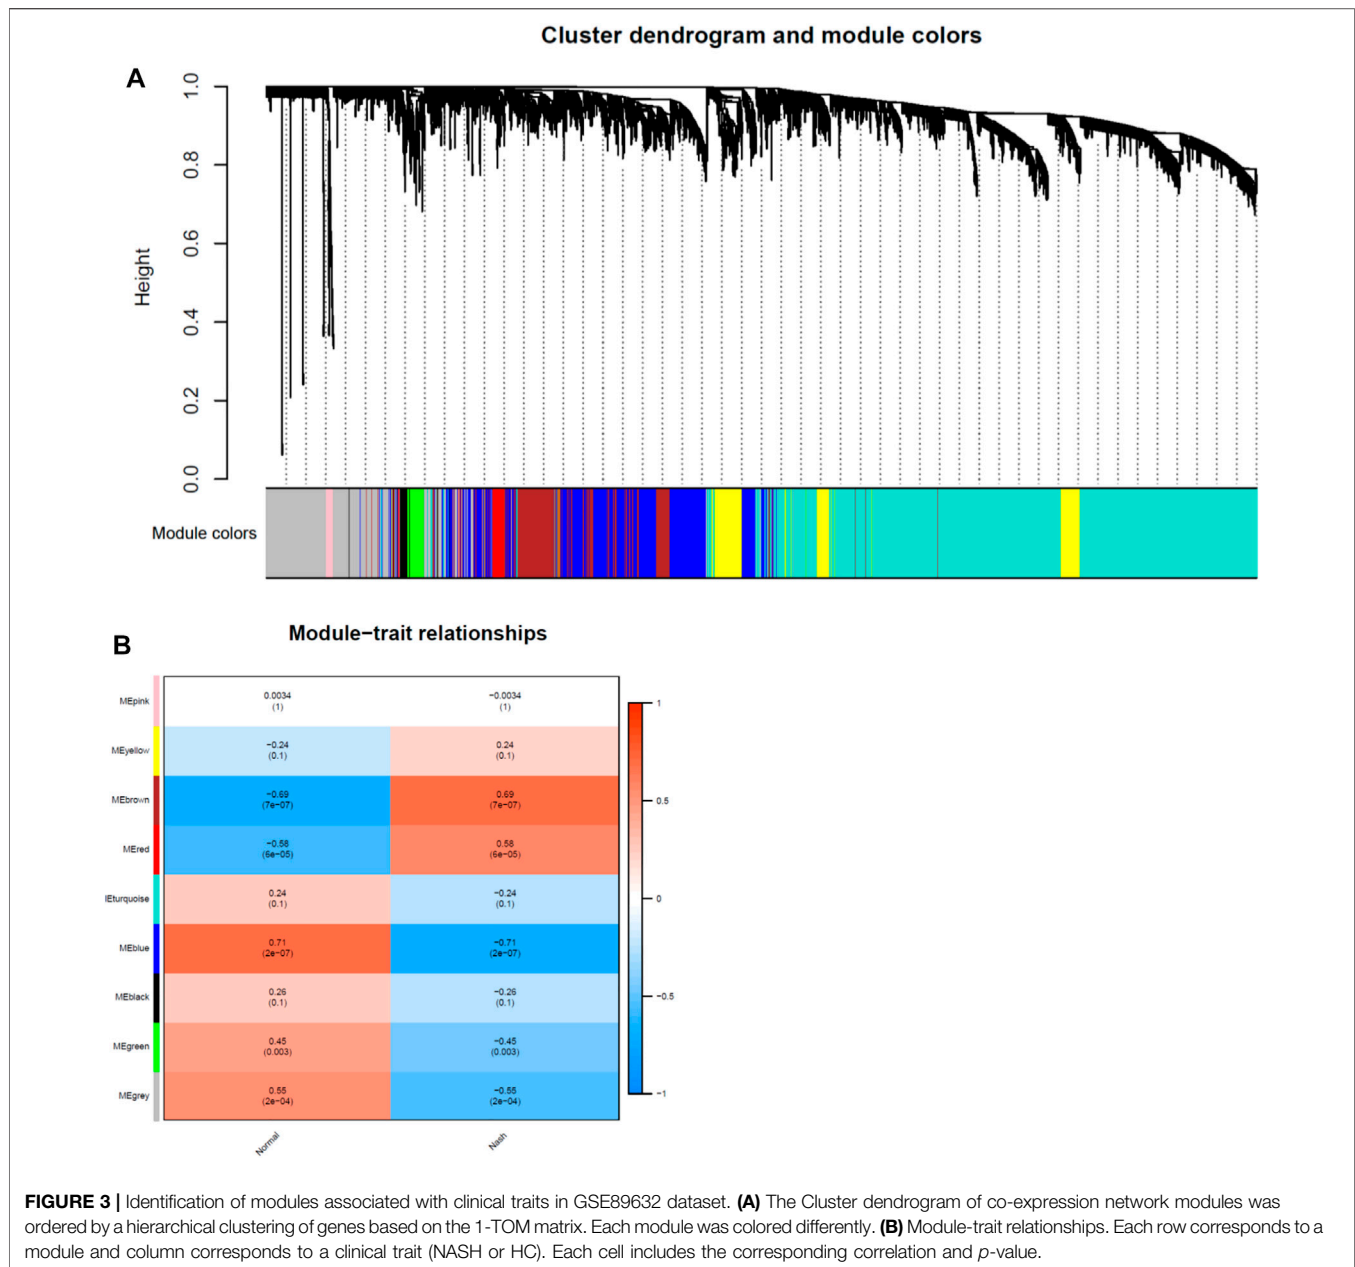 Cluster dendrogram and module colors
A
Height
1.0
0.8
0.6
0.4
0.2
0.0
Module colors
B
Module−trait relationships
MEpink 0.0034 −0.0034
(1) (1)
MEyellow −0.24 0.24
(0.1) (0.1)
MEbrown −0.69 0.69
(7e−07) (7e−07)
MEred −0.58 0.58
(6e−05) (6e−05)
IEturquoise 0.24 −0.24
(0.1) (0.1)
MEblue 0.71 −0.71
(2e−07) (2e−07)
MEblack 0.26 −0.26
(0.1) (0.1)
MEgreen 0.45 −0.45
(0.003) (0.003)
MEgrey 0.55 −0.55
(2e−04) (2e−04)
Normal Nash
1
0.5
0
−0.5
−1
FIGURE 3 | Identification of modules associated with clinical traits in GSE89632 dataset. (A) The Cluster dendrogram of co-expression network modules was
ordered by a hierarchical clustering of genes based on the 1-TOM matrix. Each module was colored differently. (B) Module-trait relationships. Each row corresponds to a
module and column corresponds to a clinical trait (NASH or HC). Each cell includes the corresponding correlation and p-value.